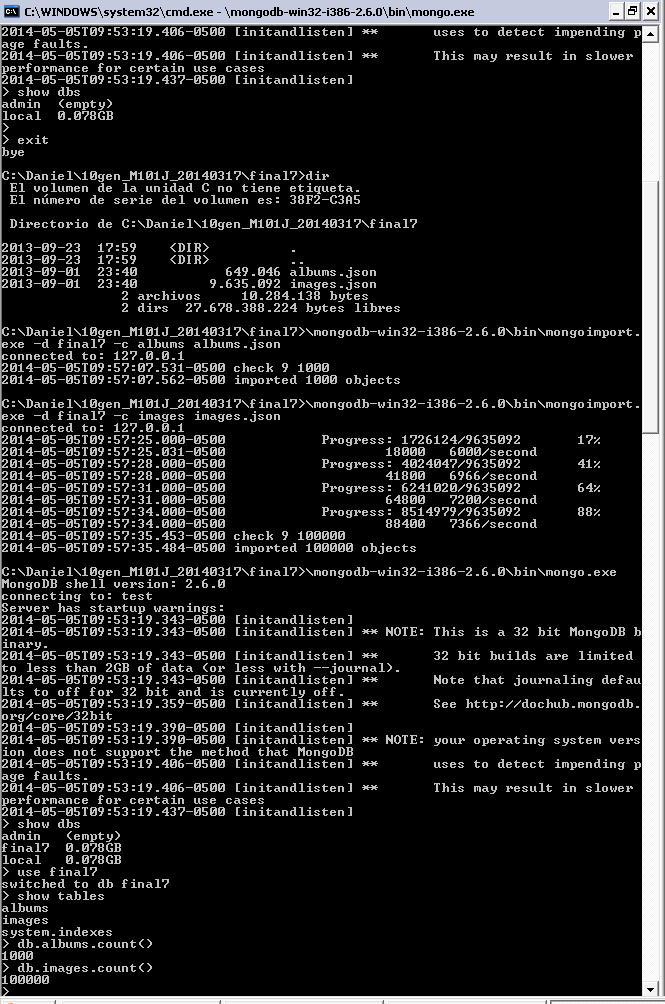 C:\WINDOWS\system32\cmd.exe - \mongodb-win32-i386-2.6.0\bin\mongo.exe
2014-05-05T09:53:19.406-0500 [initandlisten] **       uses to detect impending p
age faults.
2014-05-05T09:53:19.406-0500 [initandlisten] **       This may result in slower
performance for certain use cases
2014-05-05T09:53:19.437-0500 [initandlisten]
> show dbs
admin  (empty)
local  0.078GB
>
> exit
bye
C:\Daniel\10gen_M101J_20140317\final7>dir
 El volumen de la unidad C no tiene etiqueta.
 El número de serie del volumen es: 38F2-C3A5
 Directorio de C:\Daniel\10gen_M101J_20140317\final7
2013-09-23  17:59    <DIR>          .
2013-09-23  17:59    <DIR>          ..
2013-09-01  23:40           649.046 albums.json
2013-09-01  23:40         9.635.092 images.json
               2 archivos     10.284.138 bytes
               2 dirs  27.678.388.224 bytes libres
C:\Daniel\10gen_M101J_20140317\final7>\mongodb-win32-i386-2.6.0\bin\mongoimport.
exe -d final7 -c albums albums.json
connected to: 127.0.0.1
2014-05-05T09:57:07.531-0500 check 9 1000
2014-05-05T09:57:07.562-0500 imported 1000 objects
C:\Daniel\10gen_M101J_20140317\final7>\mongodb-win32-i386-2.6.0\bin\mongoimport.
exe -d final7 -c images images.json
connected to: 127.0.0.1
2014-05-05T09:57:25.000-0500            Progress: 1726124/9635092       17%
2014-05-05T09:57:25.031-0500                    18000   6000/second
2014-05-05T09:57:28.000-0500            Progress: 4024047/9635092       41%
2014-05-05T09:57:28.000-0500                    41800   6966/second
2014-05-05T09:57:31.000-0500            Progress: 6241020/9635092       64%
2014-05-05T09:57:31.000-0500                    64800   7200/second
2014-05-05T09:57:34.000-0500            Progress: 8514979/9635092       88%
2014-05-05T09:57:34.000-0500                    88400   7366/second
2014-05-05T09:57:35.453-0500 check 9 100000
2014-05-05T09:57:35.484-0500 imported 100000 objects
C:\Daniel\10gen_M101J_20140317\final7>\mongodb-win32-i386-2.6.0\bin\mongo.exe
MongoDB shell version: 2.6.0
connecting to: test
Server has startup warnings:
2014-05-05T09:53:19.343-0500 [initandlisten]
2014-05-05T09:53:19.343-0500 [initandlisten] ** NOTE: This is a 32 bit MongoDB b
inary.
2014-05-05T09:53:19.343-0500 [initandlisten] **       32 bit builds are limited
to less than 2GB of data (or less with --journal).
2014-05-05T09:53:19.343-0500 [initandlisten] **       Note that journaling defau
lts to off for 32 bit and is currently off.
2014-05-05T09:53:19.359-0500 [initandlisten] **       See http://dochub.mongodb.
org/core/32bit
2014-05-05T09:53:19.390-0500 [initandlisten]
2014-05-05T09:53:19.390-0500 [initandlisten] ** NOTE: your operating system vers
ion does not support the method that MongoDB
2014-05-05T09:53:19.406-0500 [initandlisten] **       uses to detect impending p
age faults.
2014-05-05T09:53:19.406-0500 [initandlisten] **       This may result in slower
performance for certain use cases
2014-05-05T09:53:19.437-0500 [initandlisten]
> show dbs
admin   (empty)
final7  0.078GB
local   0.078GB
> use final7
switched to db final7
> show tables
albums
images
system.indexes
> db.albums.count()
1000
> db.images.count()
100000
>